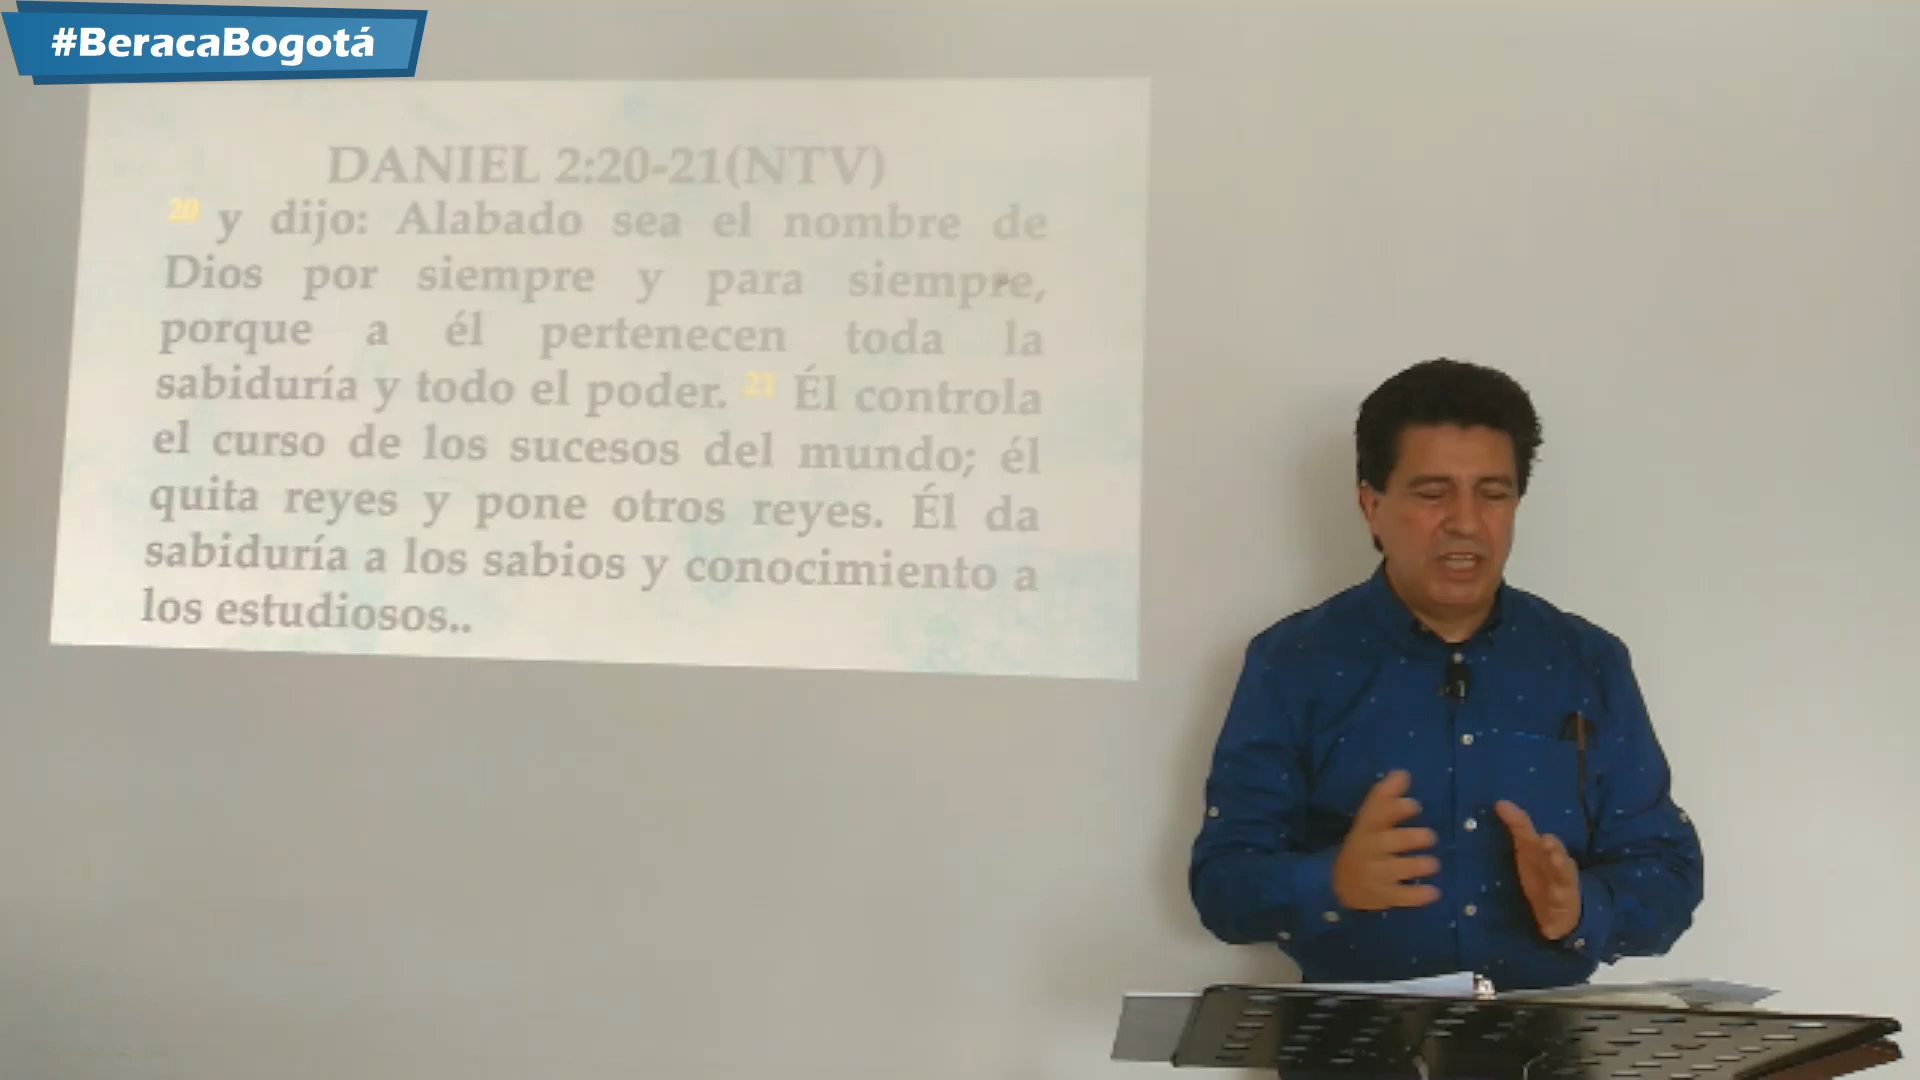 #BeracaBogotá
DANIEL 2:20-21(NTV)
20 y dijo: Alabado sea el nombre de
Dios por siempre y para siempre,
porque a él pertenecen toda la
sabiduría y todo el poder. 21 Él controla
el curso de los sucesos del mundo; él
quita reyes y pone otros reyes. Él da
sabiduría a los sabios y conocimiento a
los estudiosos..